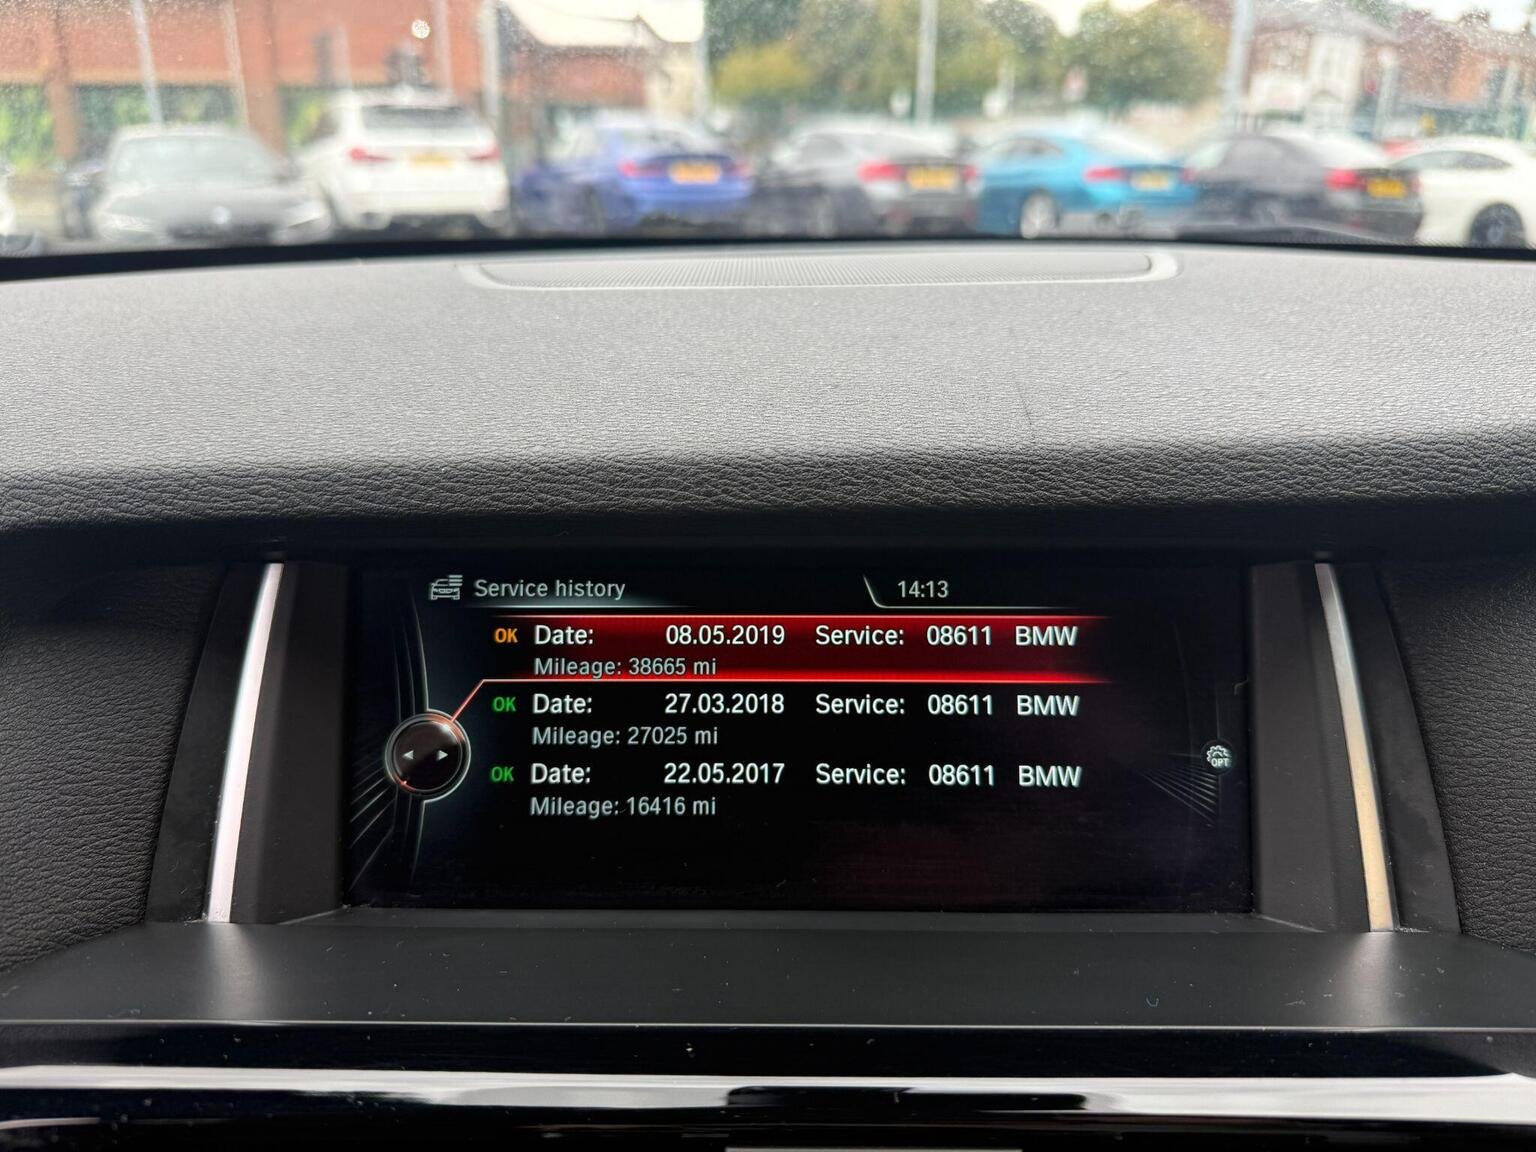 Service history 14:13
OK Date: 08.05.2019 Service: 08611 BMW
Mileage: 38665 mi
OK Date: 27.03.2018 Service: 08611 BMW
Mileage: 27025 mi
OK Date: 22.05.2017 Service: 08611 BMW
Mileage: 16416 mi
OPT